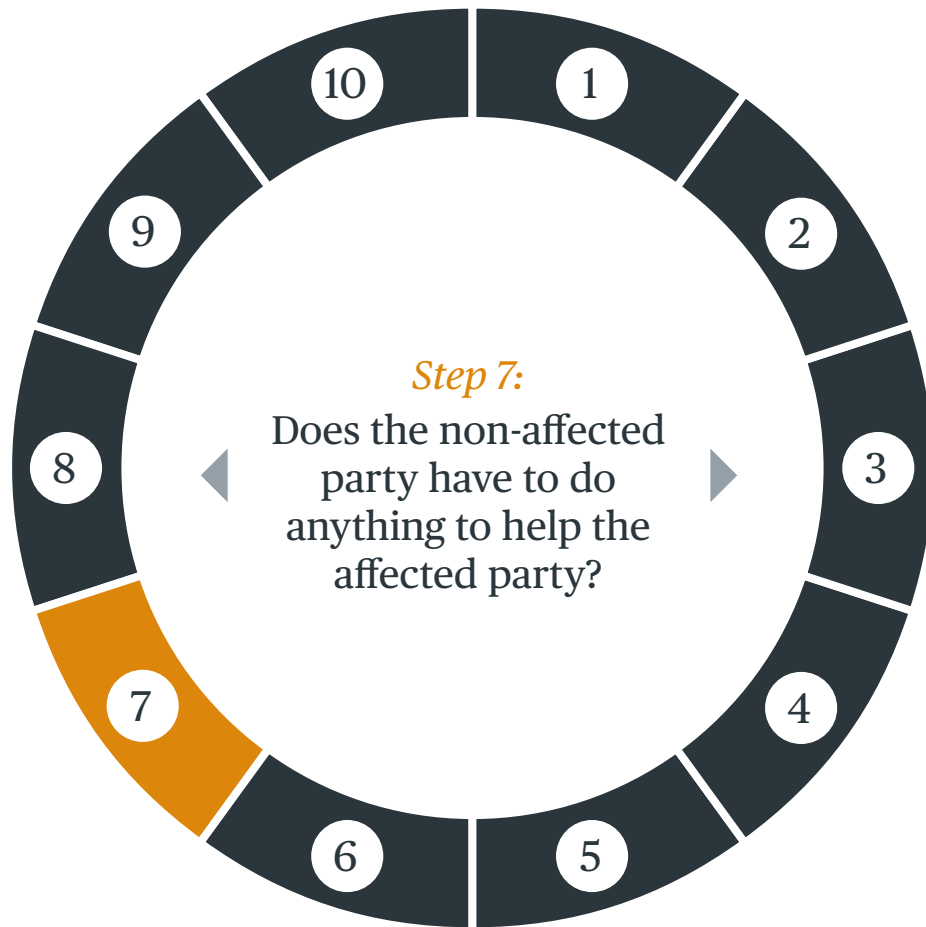 10
1
9
2
Step 7:
Does the non-affected
party have to do
anything to help the
affected party?
8
3
7
4
6
5